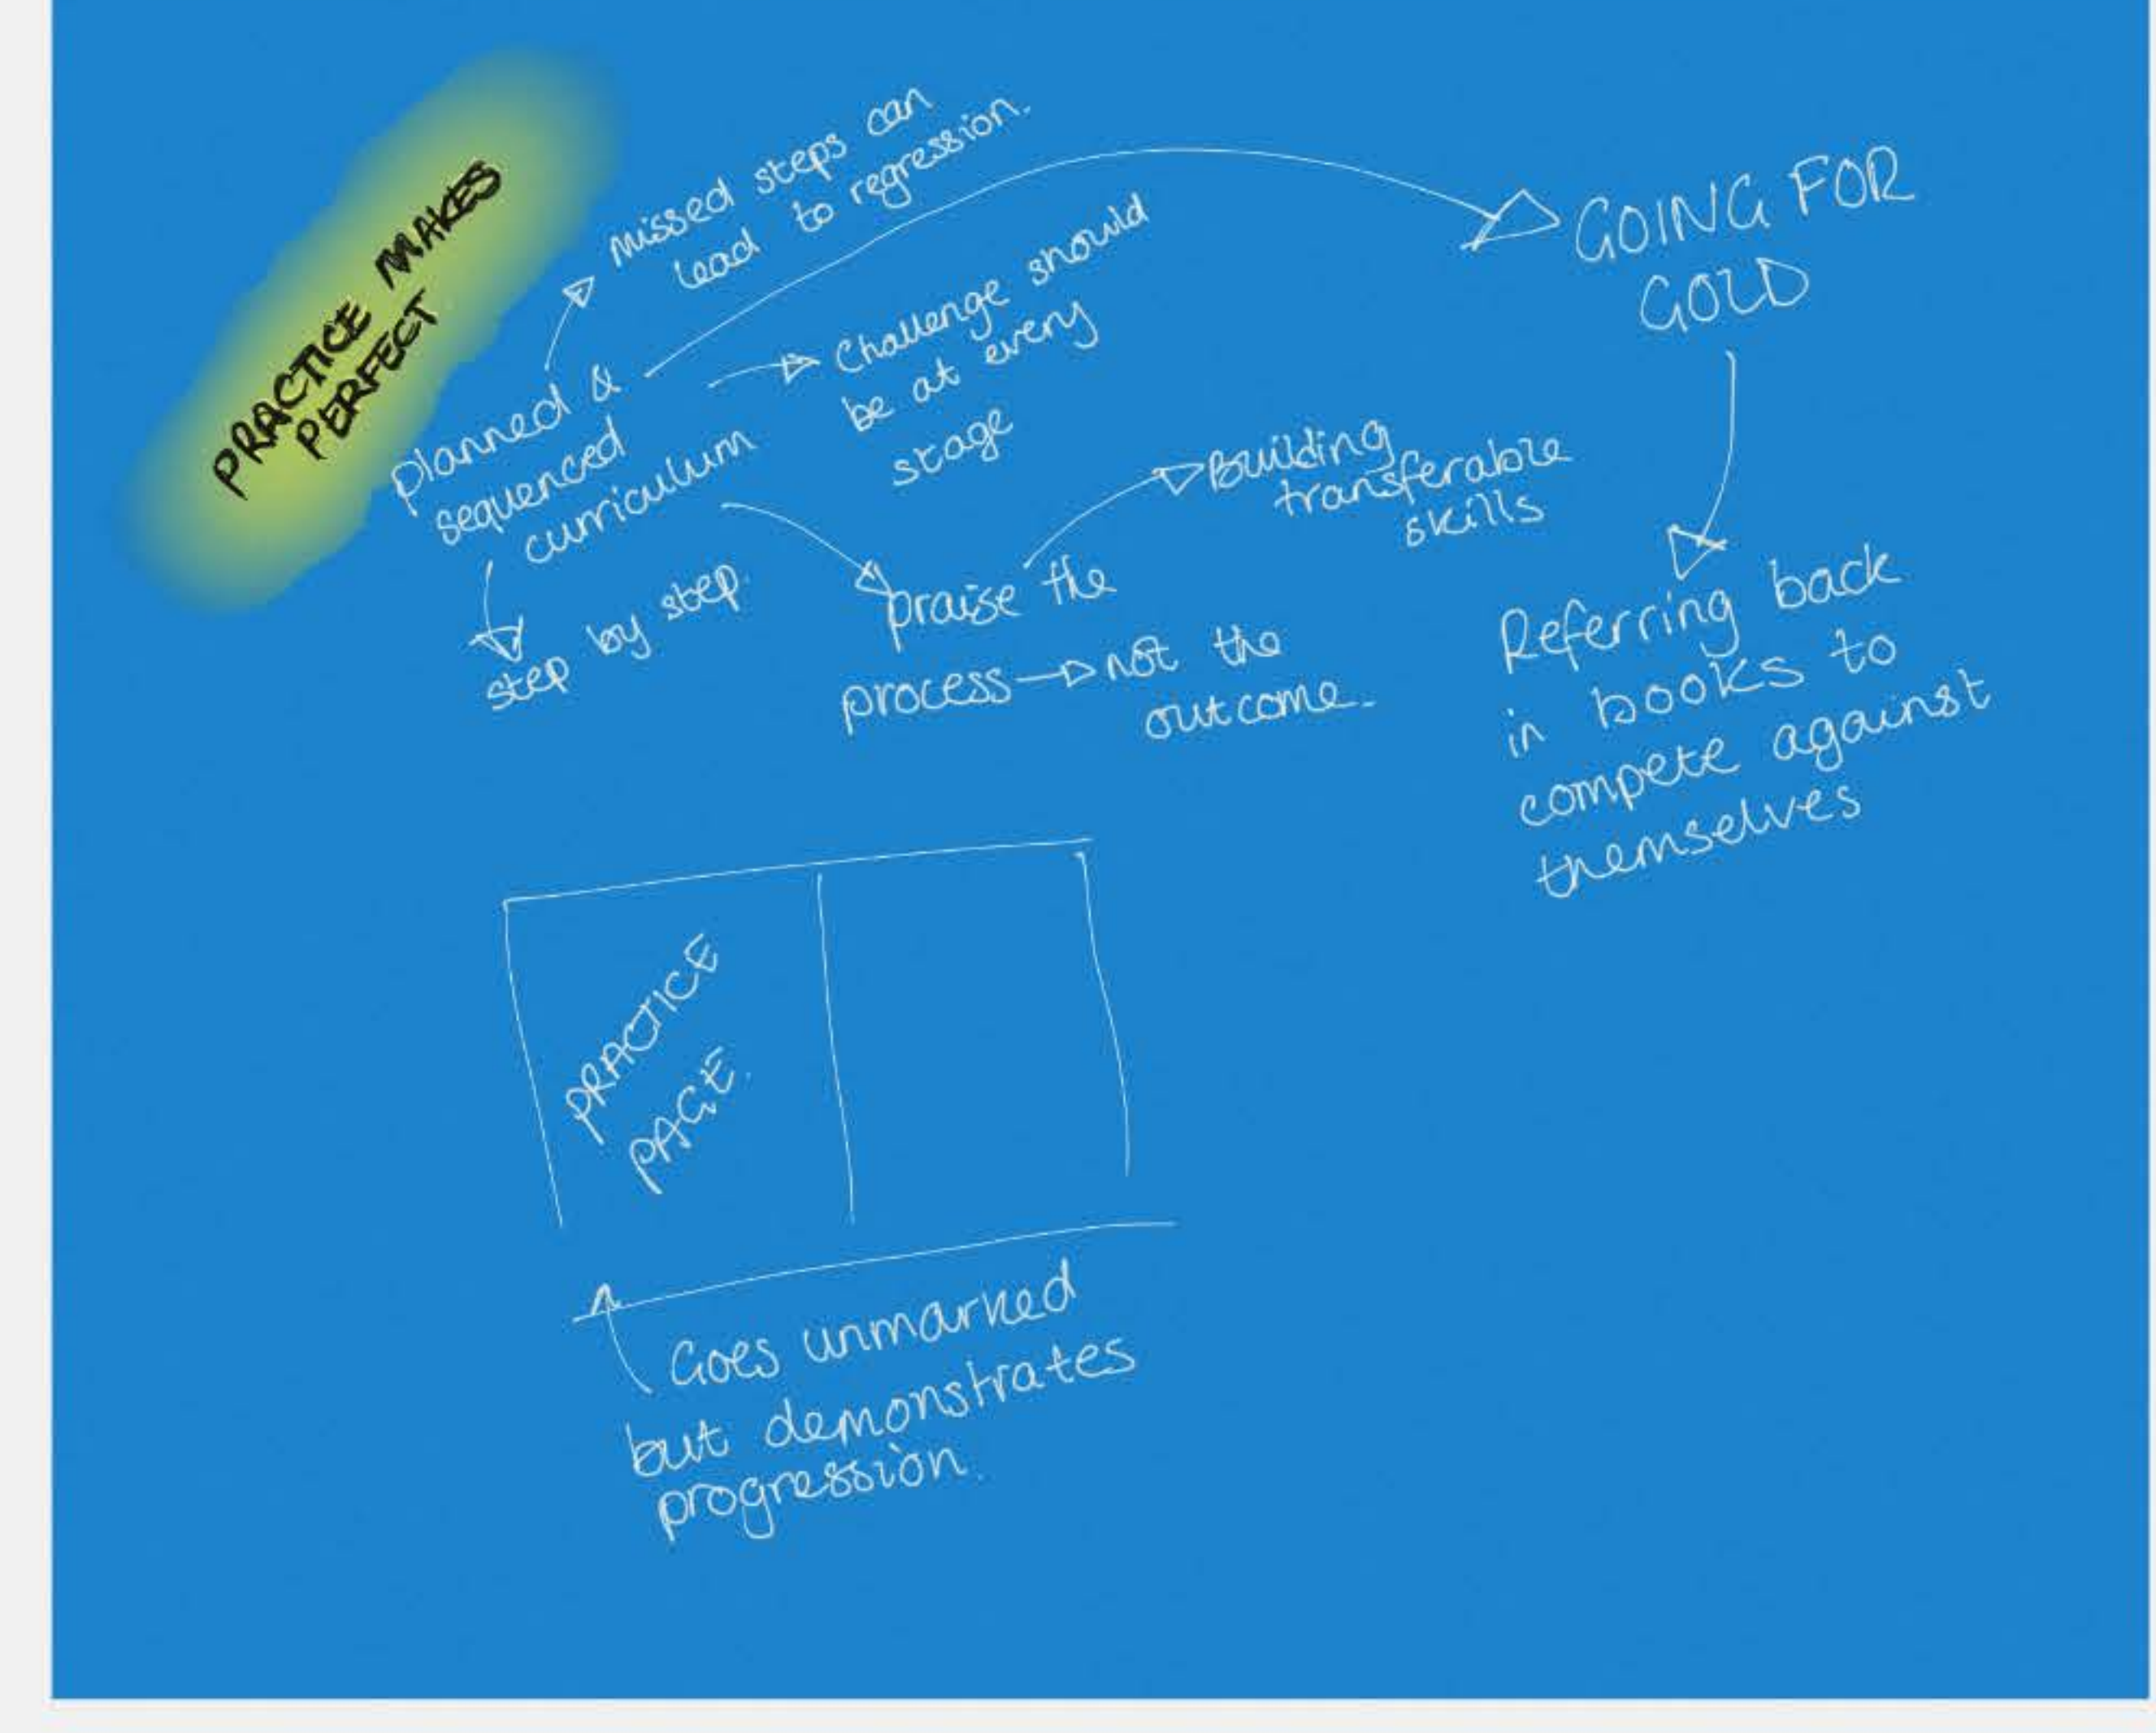 PRACTICE MAKES
PERFECT
missed steps can
lead to regression.
planned &
sequenced
curriculum
Challenge should
be at every
stage
GOING FOR
GOLD
step by step.
praise the
process → not the
outcome.
Building
transferable
skills
Referring back
in books to
compete against
themselves
PRACTICE
PAGE.
Goes unmarked
but demonstrates
progression.